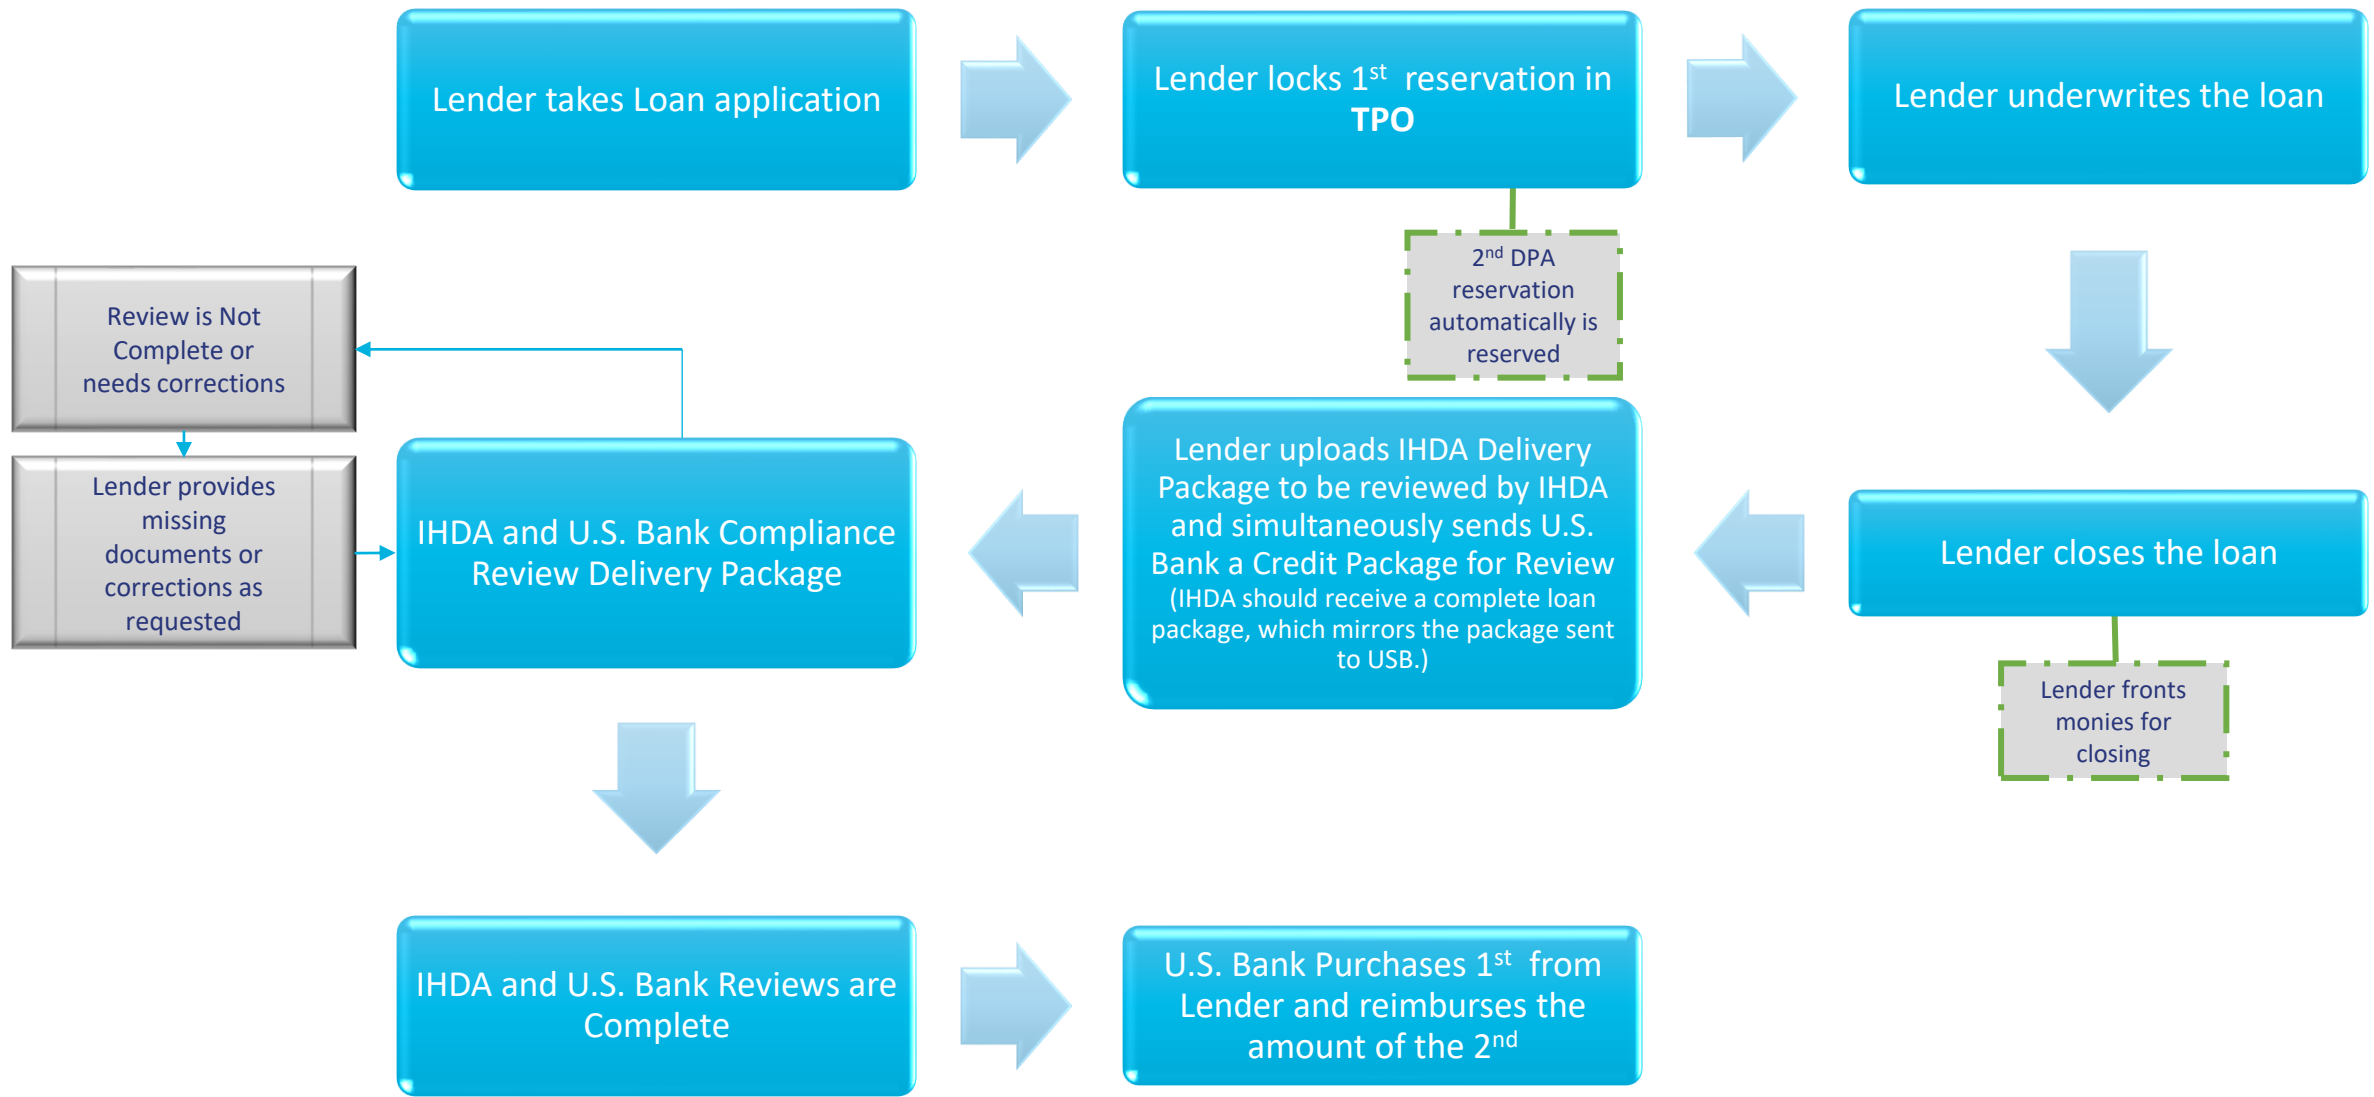 Lender takes Loan application
Lender locks 1st reservation in
TPO
Lender underwrites the loan
2nd DPA
reservation
automatically is
reserved
Review is Not
Complete or
needs corrections
Lender provides
missing
documents or
corrections as
requested
IHDA and U.S. Bank Compliance
Review Delivery Package
Lender uploads IHDA Delivery
Package to be reviewed by IHDA
and simultaneously sends U.S.
Bank a Credit Package for Review
(IHDA should receive a complete loan
package, which mirrors the package sent
to USB.)
Lender closes the loan
Lender fronts
monies for
closing
IHDA and U.S. Bank Reviews are
Complete
U.S. Bank Purchases 1st from
Lender and reimburses the
amount of the 2nd